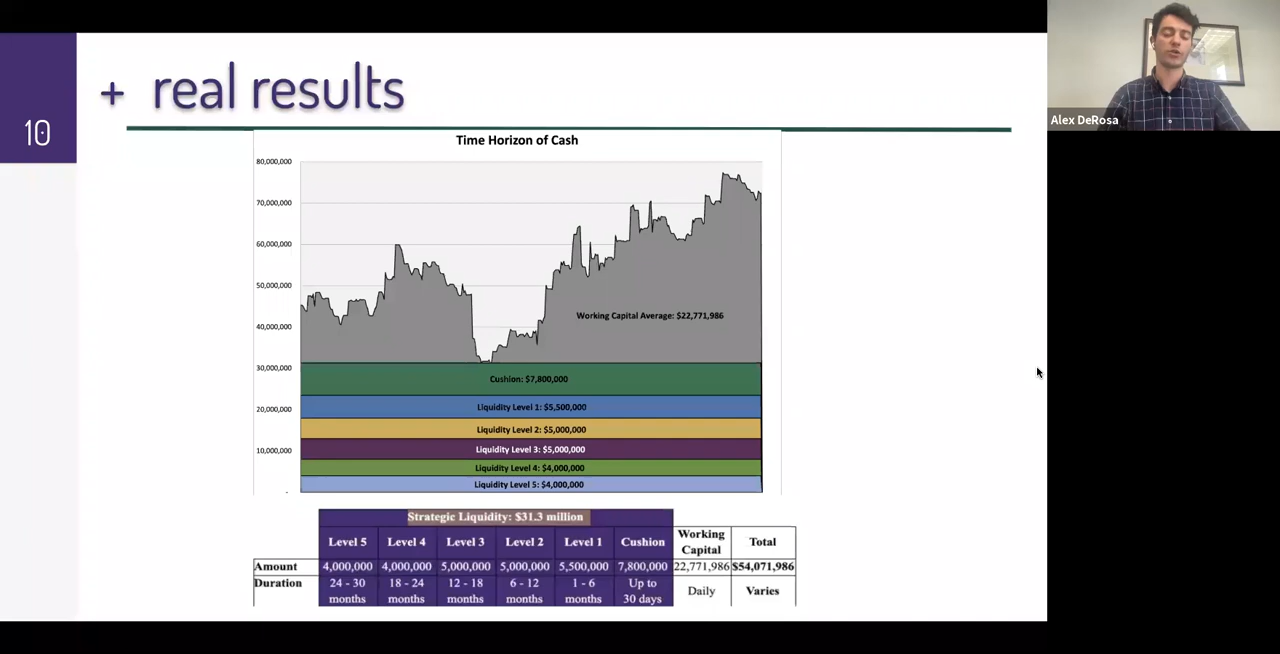 10
+ real results
Alex DeRosa
Time Horizon of Cash
80,000,000
70,000,000
60,000,000
50,000,000
40,000,000
30,000,000
20,000,000
10,000,000
-
Working Capital Average: $22,771,986
Cushion: $7,800,000
Liquidity Level 1: $5,500,000
Liquidity Level 2: $5,000,000
Liquidity Level 3: $5,000,000
Liquidity Level 4: $4,000,000
Liquidity Level 5: $4,000,000
Strategic Liquidity: $31.3 million
Level 5 Level 4 Level 3 Level 2 Level 1 Cushion Working Capital Total
Amount 4,000,000 4,000,000 5,000,000 5,000,000 5,500,000 7,800,000 22,771,986 $54,071,986
Duration 24 - 30 months 18 - 24 months 12 - 18 months 6 - 12 months 1 - 6 months Up to 30 days Daily Varies